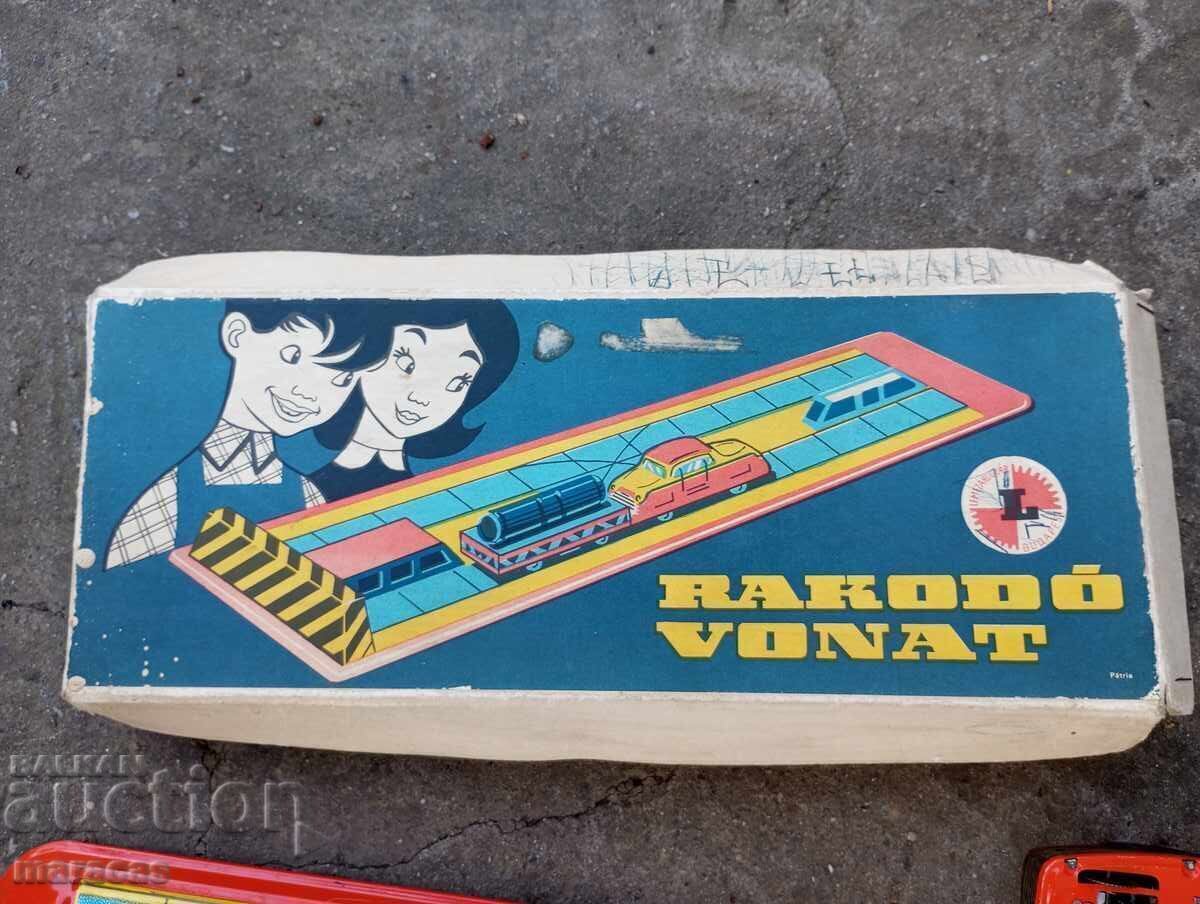 L
RAKODÓ
VONAT
Pátria
BALKAN
auction
maracas